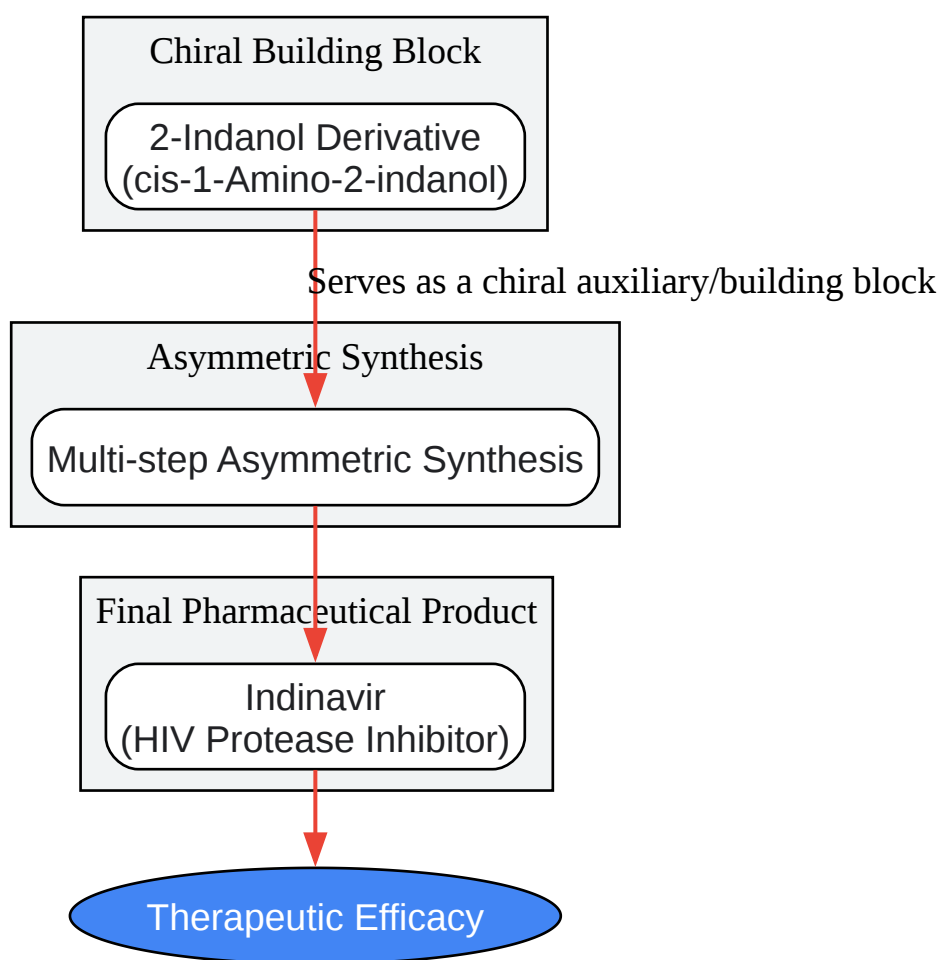 Chiral Building Block
2-Indanol Derivative
(cis-1-Amino-2-indanol)
Serves as a chiral auxiliary/building block
Asymmetric Synthesis
Multi-step Asymmetric Synthesis
Final Pharmaceutical Product
Indinavir
(HIV Protease Inhibitor)
Therapeutic Efficacy